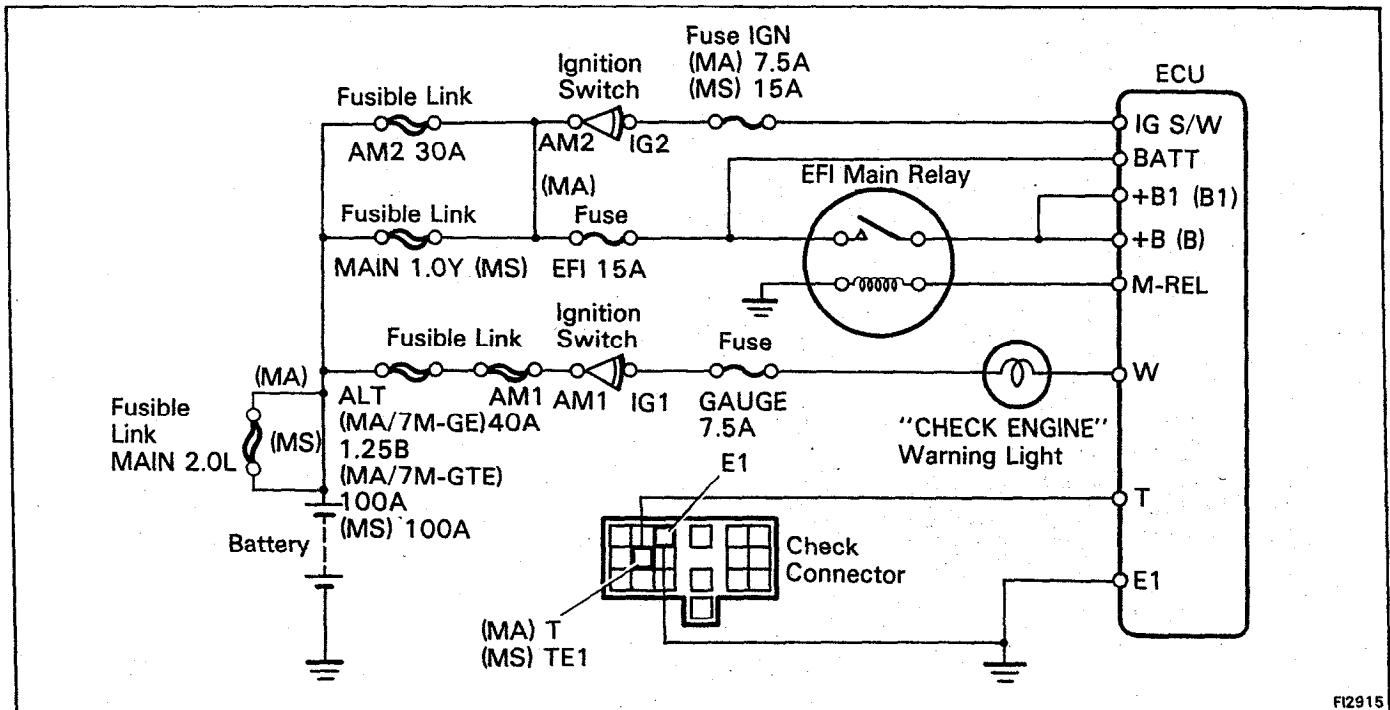 Fusible Link
AM2 30A
Ignition
Switch
AM2 IG2
Fuse IGN
(MA) 7.5A
(MS) 15A
ECU
IG S/W
BATT
+B1 (B1)
+B (B)
M-REL
W
T
E1
(MA)
Fusible Link
MAIN 1.0Y (MS)
Fuse
EFI 15A
EFI Main Relay
Fusible Link
Ignition
Switch
Fuse
AM1 AM1 IG1
GAUGE
7.5A
ALT
(MA/7M-GE)40A
1.25B
(MA/7M-GTE)
100A
(MS) 100A
(MA)
(MS)
Fusible
Link
MAIN 2.0L
Battery
"CHECK ENGINE"
Warning Light
E1
Check
Connector
(MA) T
(MS) TE1
FI2915